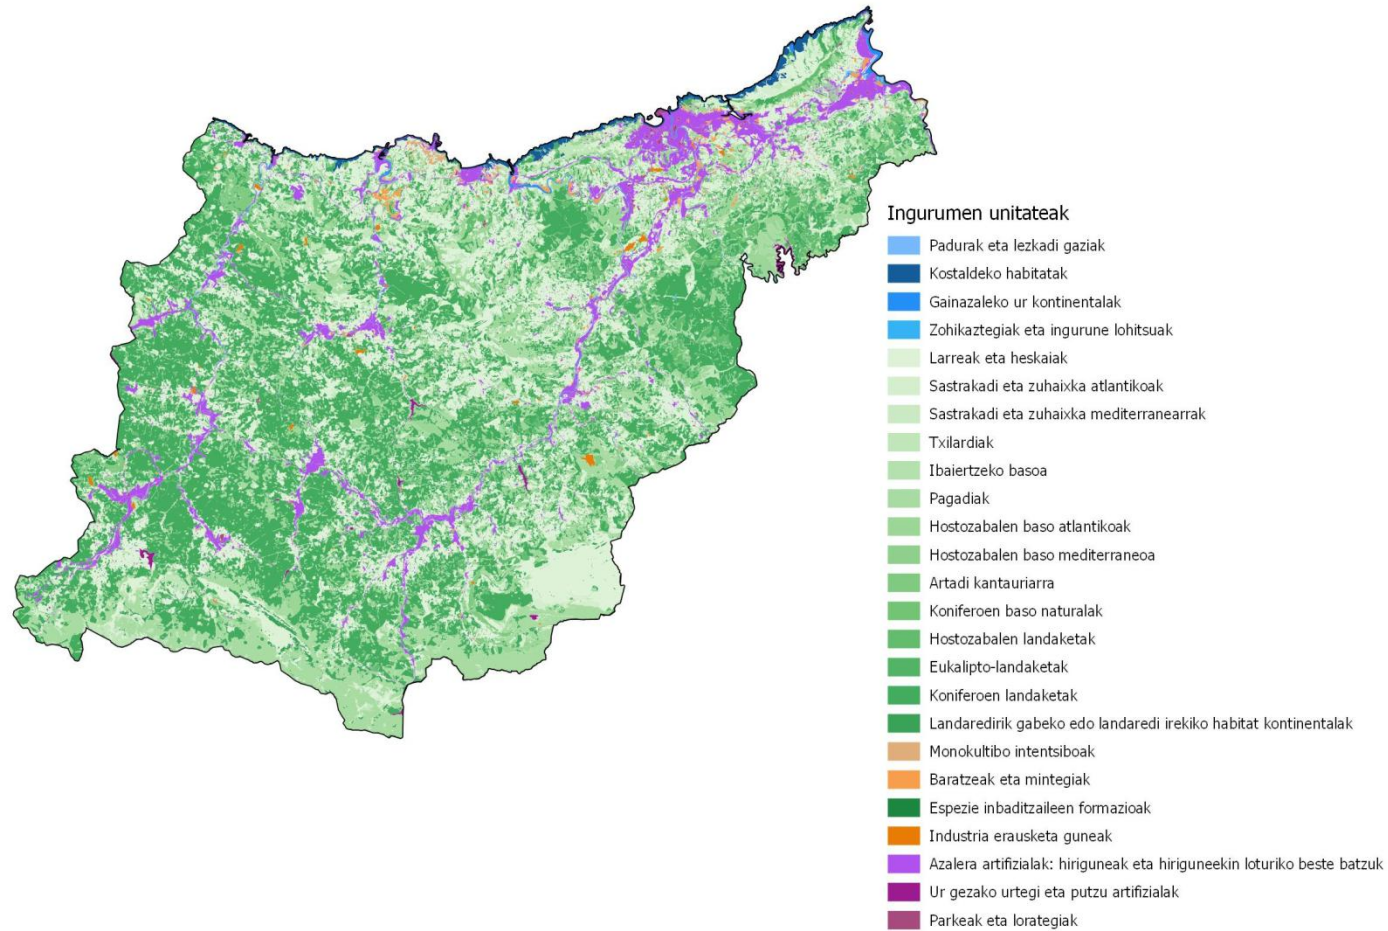 Ingurumen unitateak
Padurak eta lezkadi gaziak
Kostaldeko habitatak
Gainazaleko ur kontinentalak
Zohikaztegiak eta ingurune lohitsuak
Larreak eta heskaiak
Sastrakadi eta zuhaixka atlantikoak
Sastrakadi eta zuhaixka mediterranearrak
Txilardiak
Ibaiertzeko basoa
Pagadiak
Hostozabalen baso atlantikoak
Hostozabalen baso mediterraneoa
Artadi kantauriarra
Koniferoen baso naturalak
Hostozabalen landaketak
Eukalipto-landaketak
Koniferoen landaketak
Landaredirik gabeko edo landaredi irekiko habitat kontinentalak
Monokultibo intentsiboak
Baratzeak eta mintegiak
Espezie inbaditzaileen formazioak
Industria erausketa guneak
Azalera artifizialak: hiriguneak eta hiriguneekin loturiko beste batzuk
Ur gezako urtegi eta putzu artifizialak
Parkeak eta lorategiak